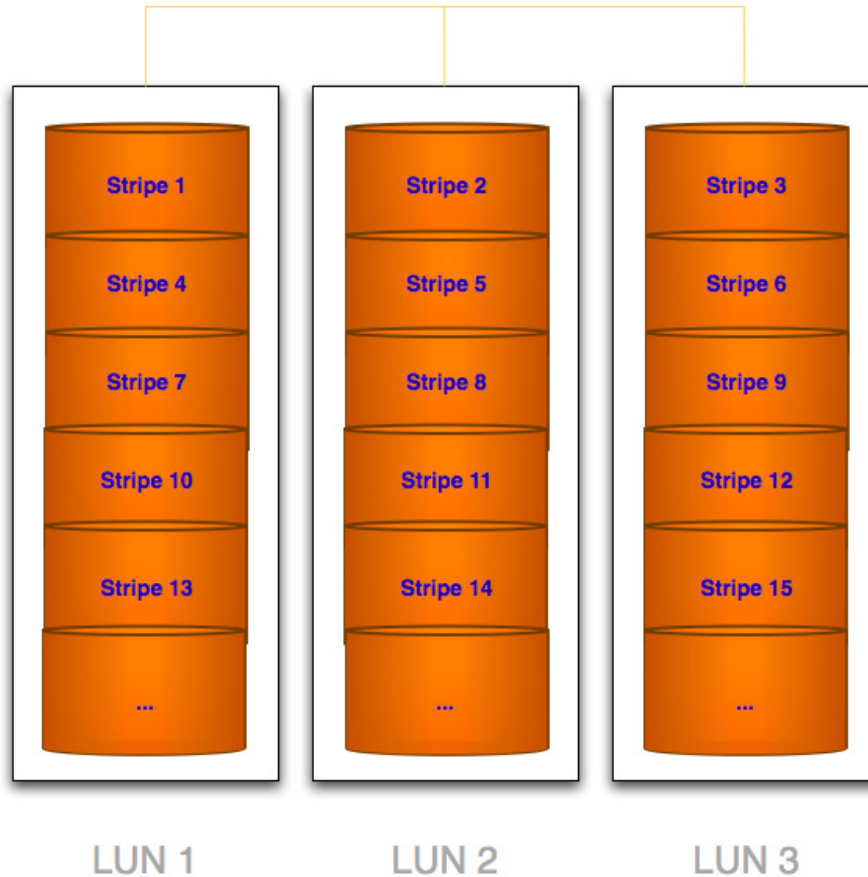 Stripe 1
Stripe 2
Stripe 3
Stripe 4
Stripe 5
Stripe 6
Stripe 7
Stripe 8
Stripe 9
Stripe 10
Stripe 11
Stripe 12
Stripe 13
Stripe 14
Stripe 15
...
...
...
LUN 1
LUN 2
LUN 3